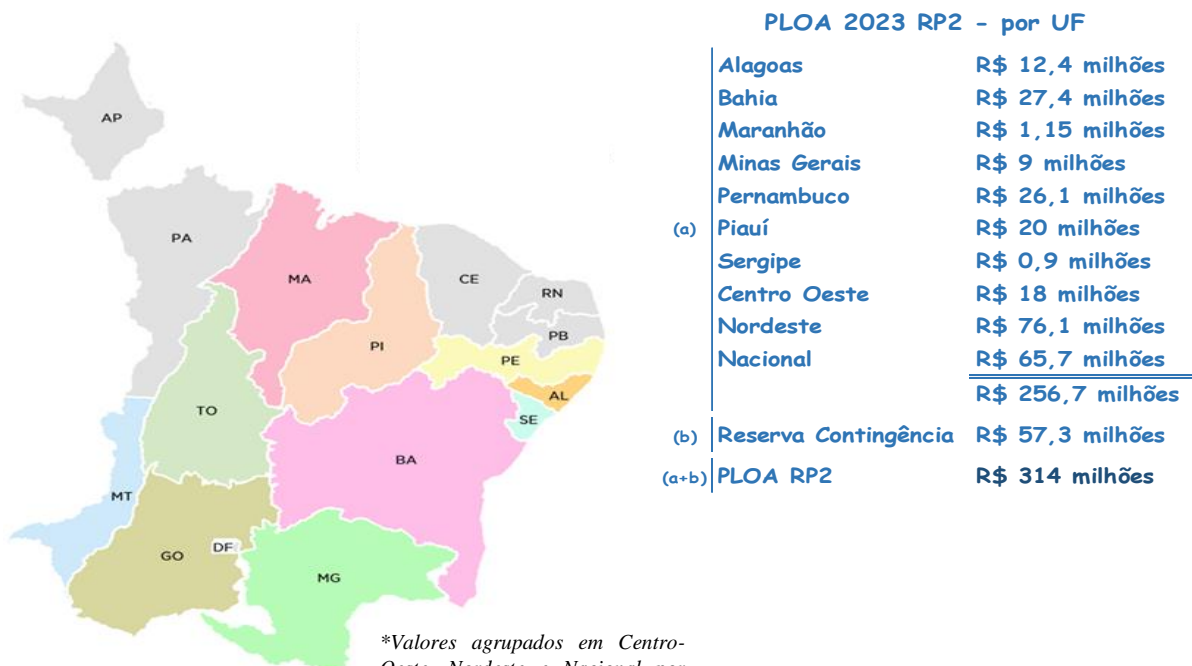 PLOA 2023 RP2 - por UF
Alagoas R$ 12,4 milhões
Bahia R$ 27,4 milhões
Maranhão R$ 1,15 milhões
Minas Gerais R$ 9 milhões
Pernambuco R$ 26,1 milhões
(a) Piauí R$ 20 milhões
Sergipe R$ 0,9 milhões
Centro Oeste R$ 18 milhões
Nordeste R$ 76,1 milhões
Nacional R$ 65,7 milhões
R$ 256,7 milhões
(b) Reserva Contingência R$ 57,3 milhões
(a+b) PLOA RP2 R$ 314 milhões
AP
PA
MA
CE
RN
PB
PI
PE
AL
SE
TO
BA
MT
GO
DF
MG
*Valores agrupados em Centro-
Oeste, Nordeste e Nacional por